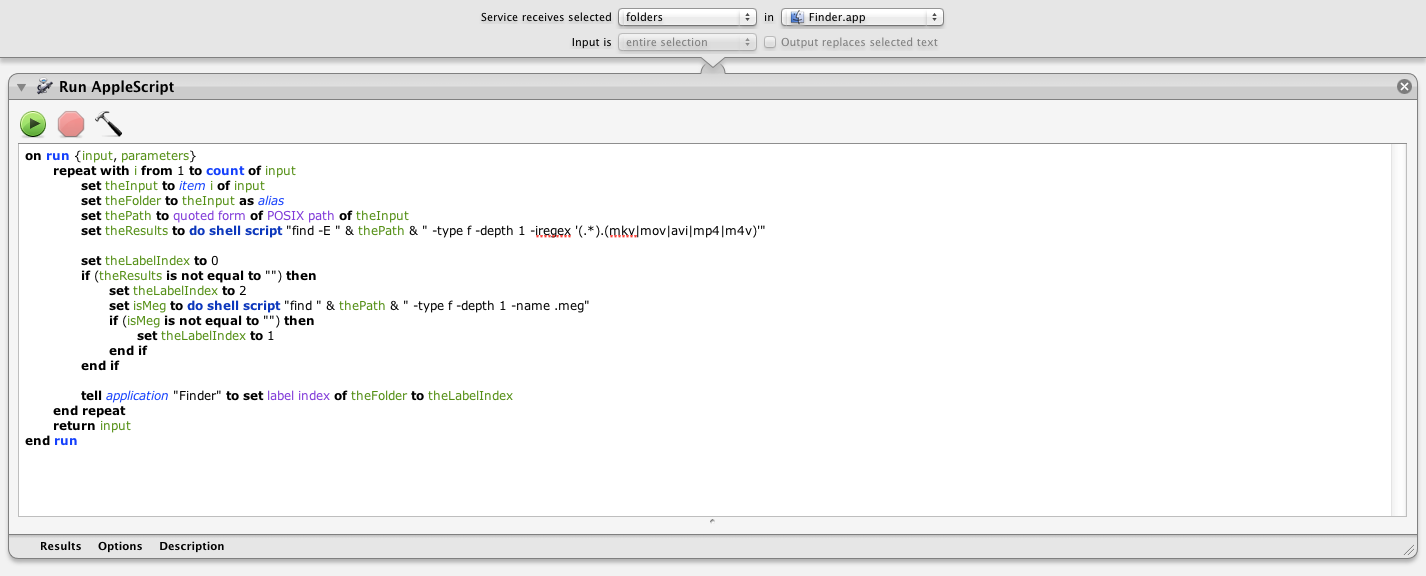 Service receives selected folders in Finder.app
Input is entire selection Output replaces selected text
Run AppleScript
on run {input, parameters}
repeat with i from 1 to count of input
set theInput to item i of input
set theFolder to theInput as alias
set thePath to quoted form of POSIX path of theInput
set theResults to do shell script "find -E " & thePath & " -type f -depth 1 -iregex '(.*).(mkv|mov|avi|mp4|m4v)'"
set theLabelIndex to 0
if (theResults is not equal to "") then
set theLabelIndex to 2
set isMeg to do shell script "find " & thePath & " -type f -depth 1 -name .meg"
if (isMeg is not equal to "") then
set theLabelIndex to 1
end if
end if
tell application "Finder" to set label index of theFolder to theLabelIndex
end repeat
return input
end run
Results Options Description